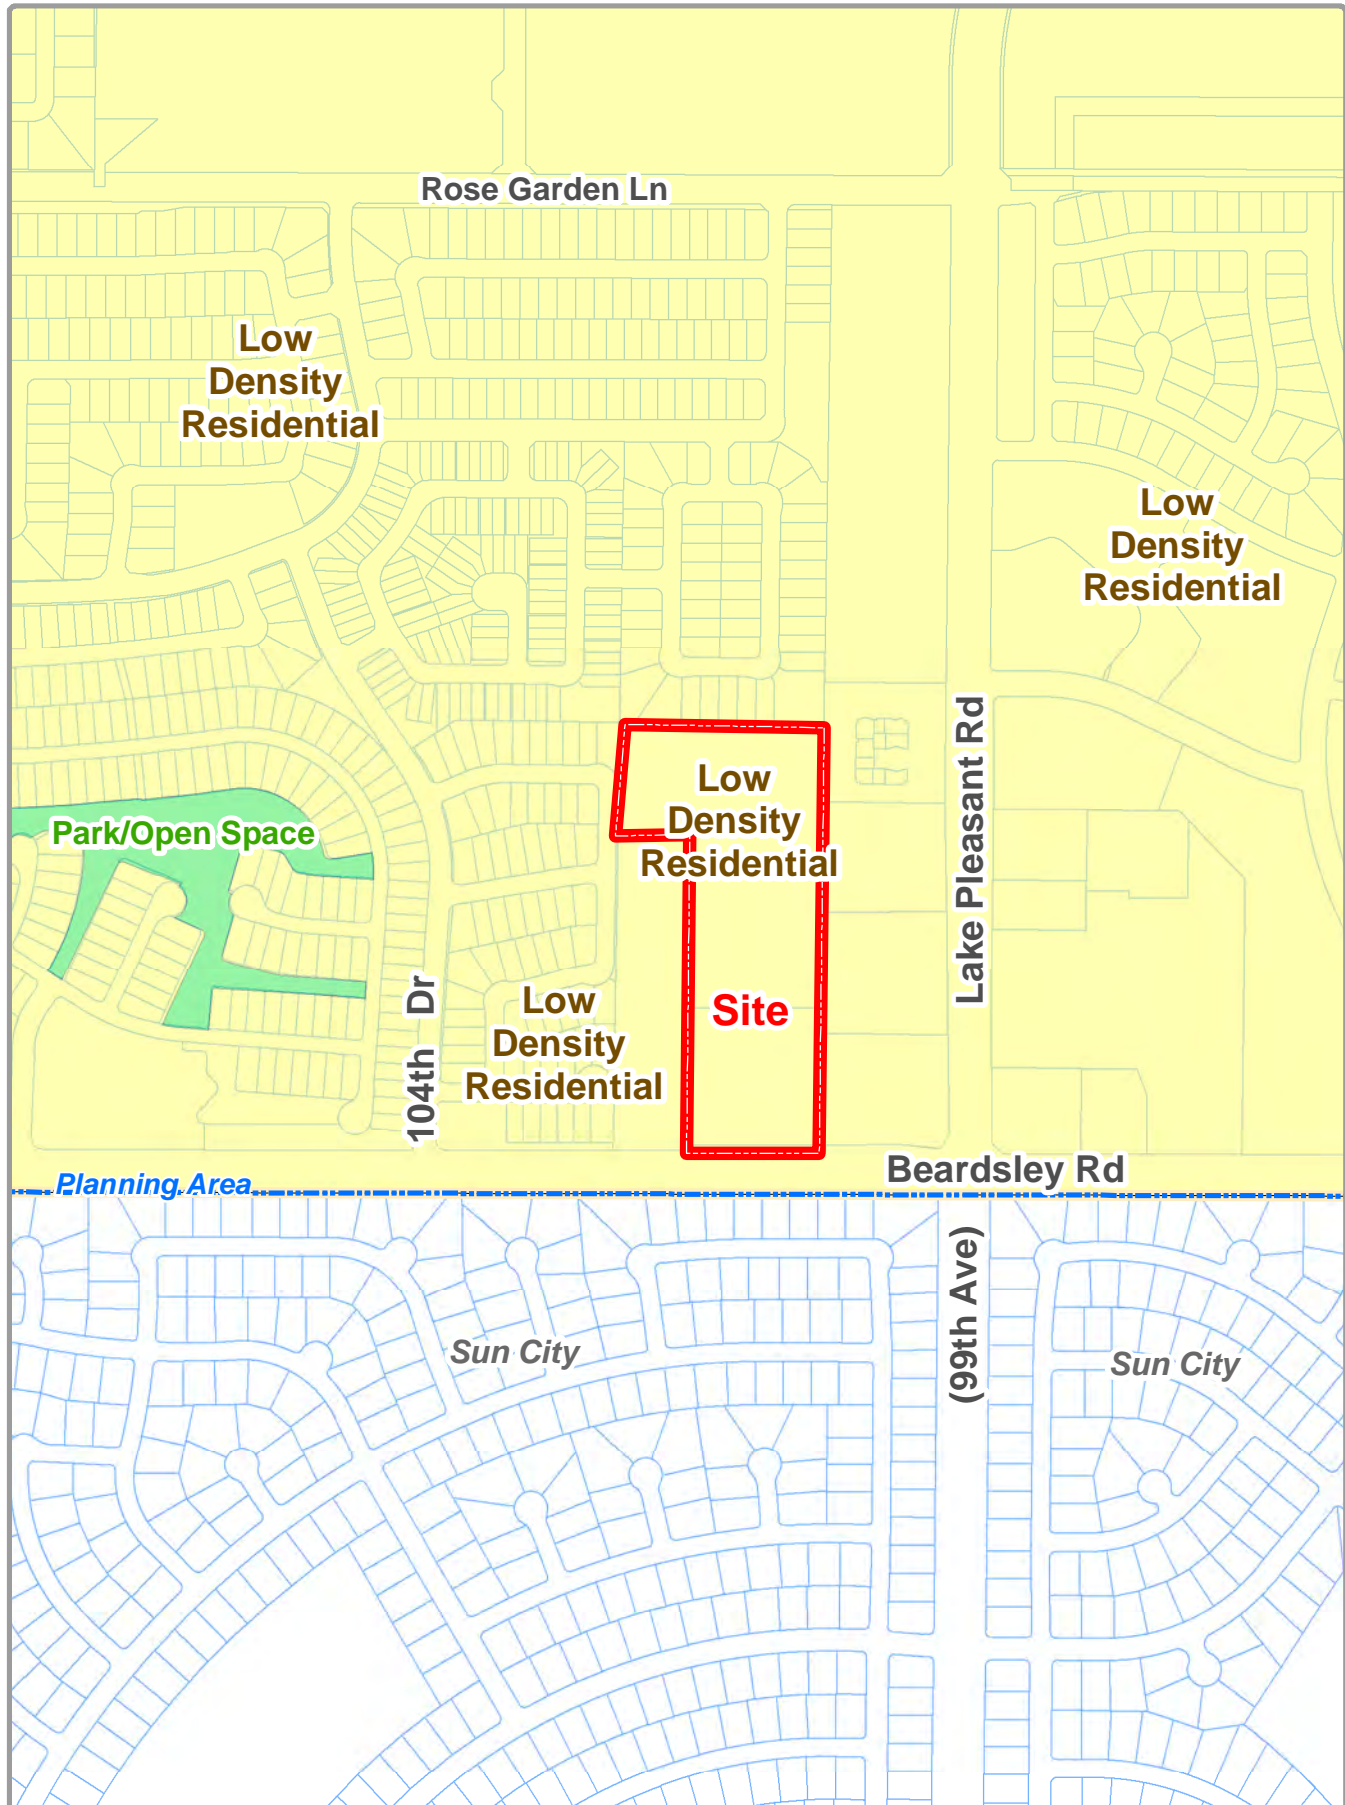 Rose Garden Ln
Low
Density
Residential
Low
Density
Residential
Low
Density
Residential
Lake Pleasant Rd
Park/Open Space
Low
Density
Residential
Site
104th Dr
Beardsley Rd
Planning Area
(99th Ave)
Sun City
Sun City